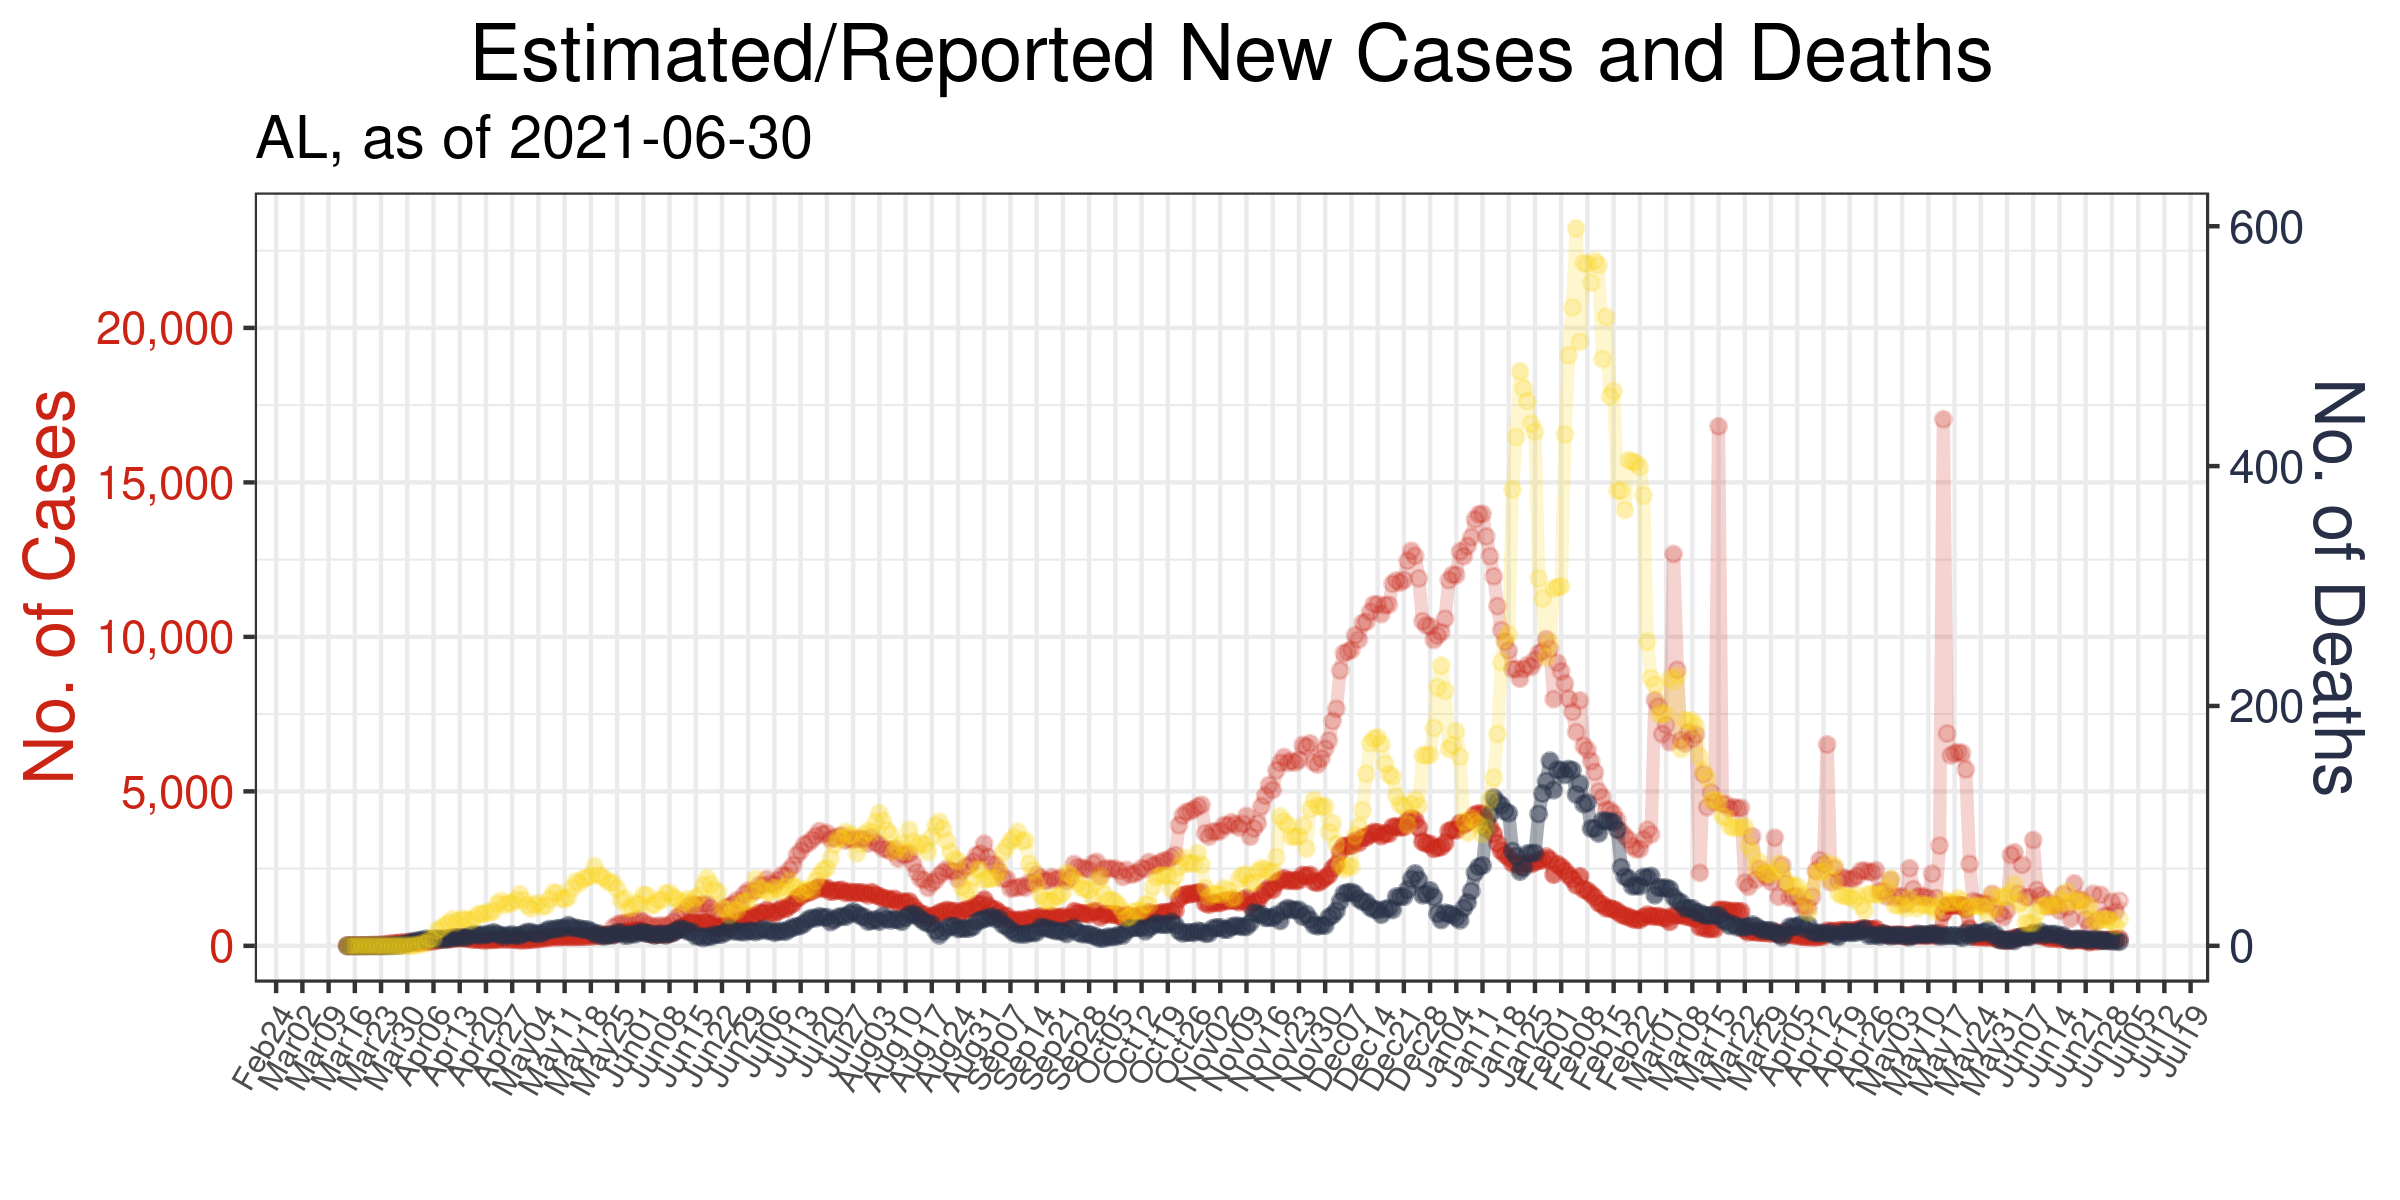 Estimated/Reported New Cases and Deaths
AL, as of 2021-06-30
No. of Cases
20,000
15,000
10,000
5,000
0
600
400
200
0
No. of Deaths
Feb24
Mar02
Mar09
Mar16
Mar23
Mar30
Apr06
Apr13
Apr20
Apr27
May04
May11
May18
May25
Jun01
Jun08
Jun15
Jun22
Jun29
Jul06
Jul13
Jul20
Jul27
Aug03
Aug10
Aug17
Aug24
Aug31
Sep07
Sep14
Sep21
Sep28
Oct05
Oct12
Oct19
Oct26
Nov02
Nov09
Nov16
Nov23
Nov30
Dec07
Dec14
Dec21
Dec28
Jan04
Jan11
Jan18
Jan25
Feb01
Feb08
Feb15
Feb22
Mar01
Mar08
Mar15
Mar22
Mar29
Apr05
Apr12
Apr19
Apr26
May03
May10
May17
May24
May31
Jun07
Jun14
Jun21
Jun28
Jul05
Jul12
Jul19